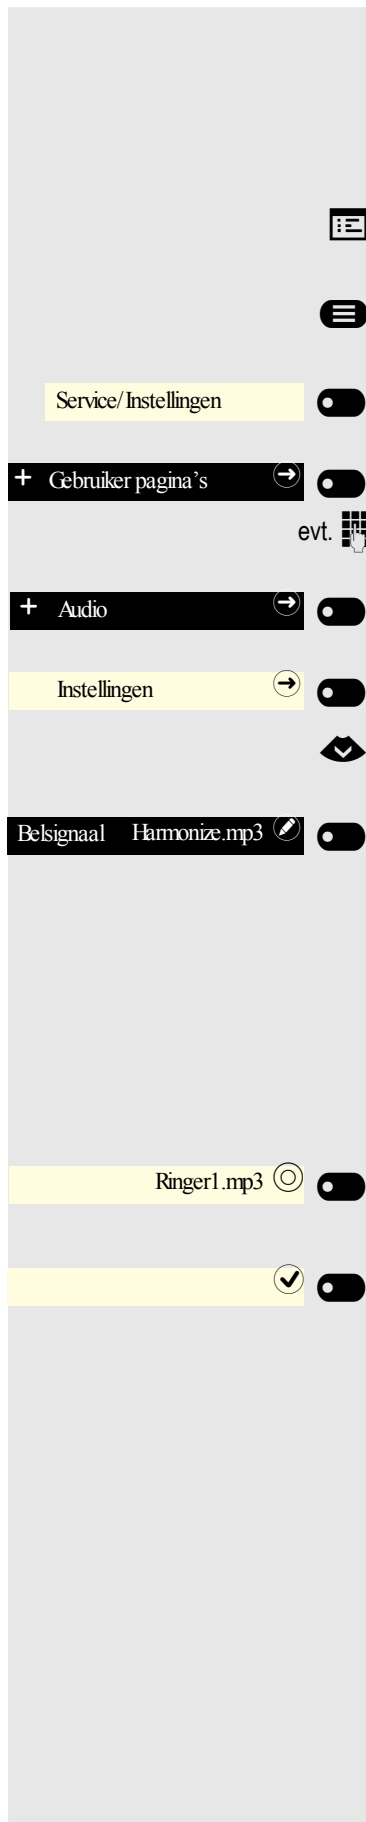 Service/Instellingen
+ Gebruiker pagina's
evt.
+ Audio
Instellingen
Belsignaal Harmonize.mp3
Ringer1.mp3